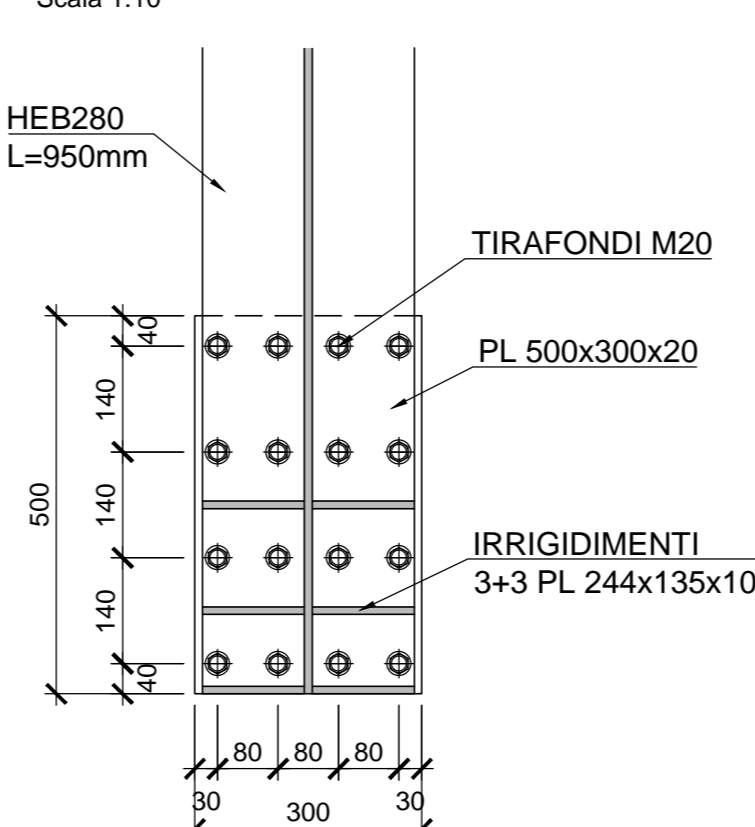 Scala 1:10
HEB280
L=950mm
TIRAFONDI M20
PL 500x300x20
IRRIGIDIMENTI
3+3 PL 244x135x10
40
140
140
140
40
500
80 80 80
30 300 30